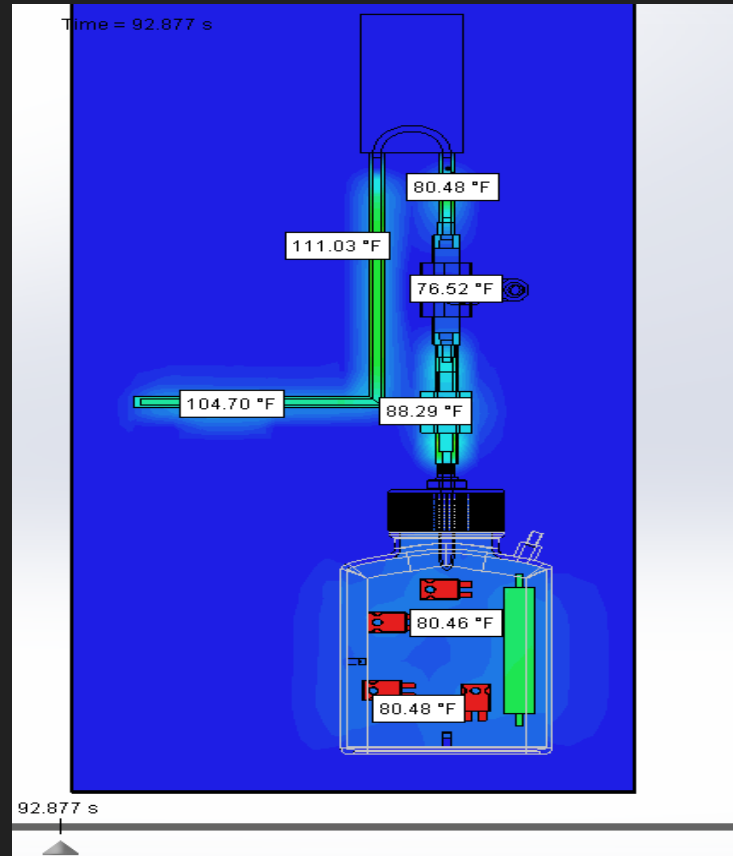 Time = 92.877 s
80.48 °F
111.03 °F
76.52 °F
104.70 °F
88.29 °F
80.46 °F
80.48 °F
92.877 s